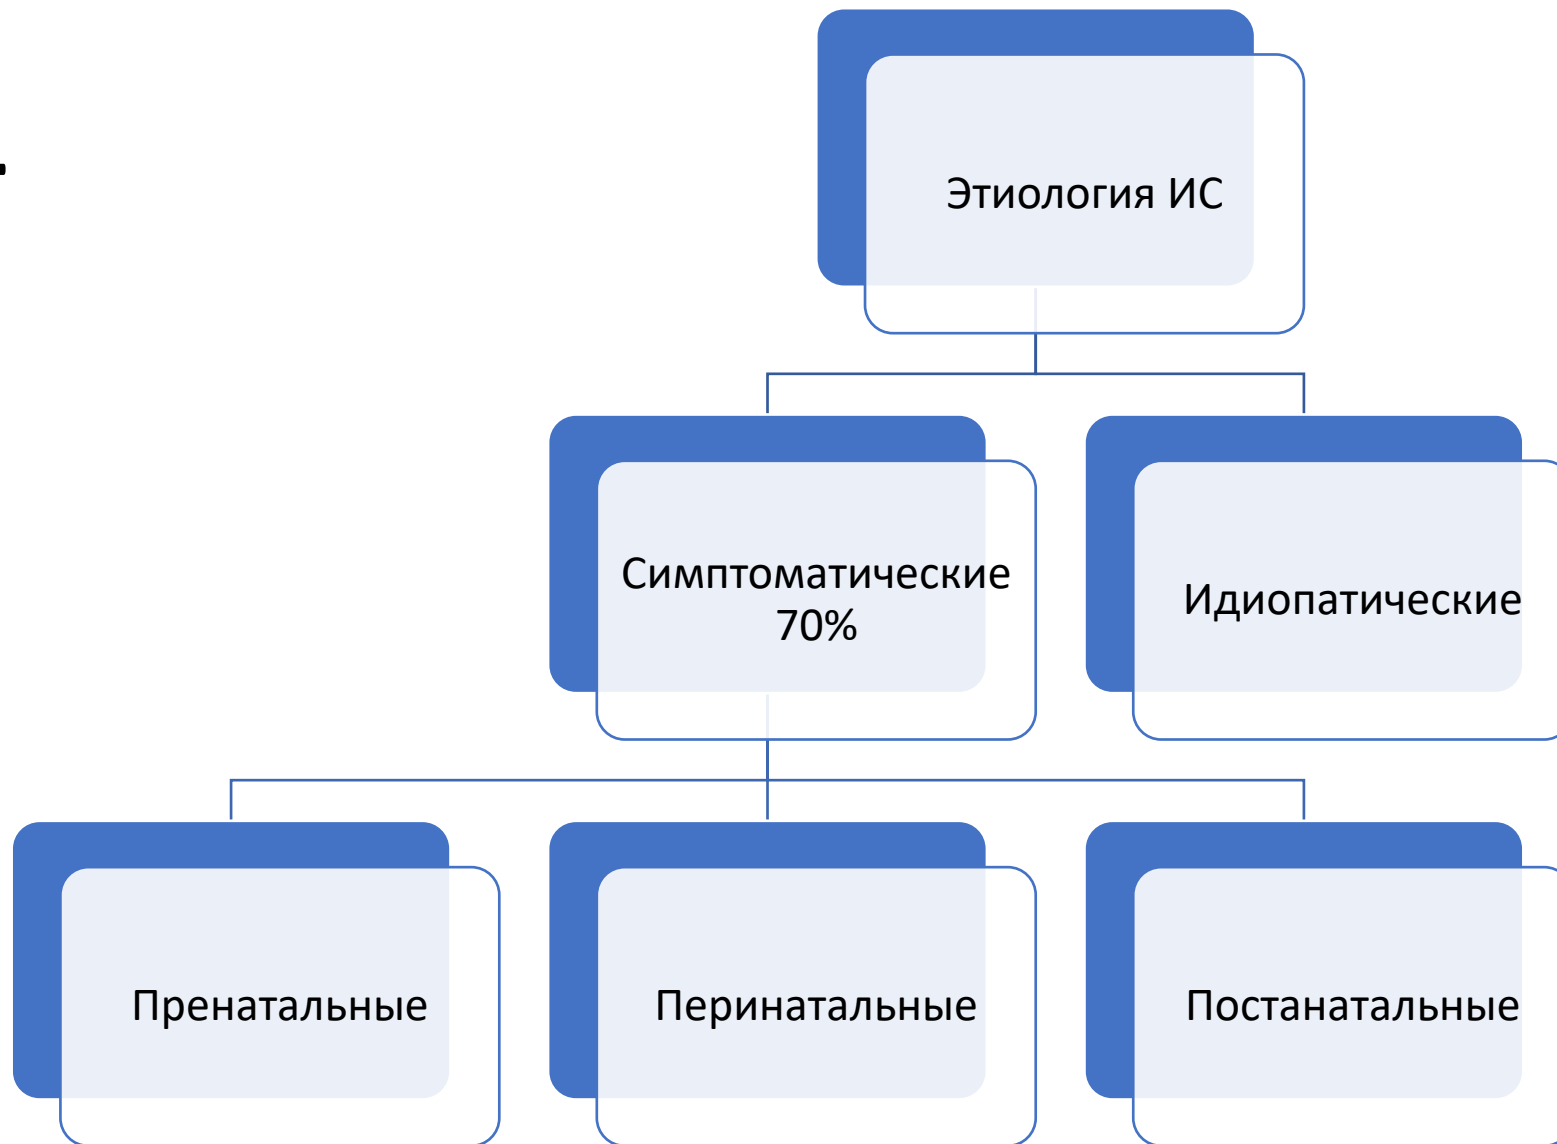 Этиология ИС
Симптоматические
70%
Идиопатические
Пренатальные
Перинатальные
Постанатальные